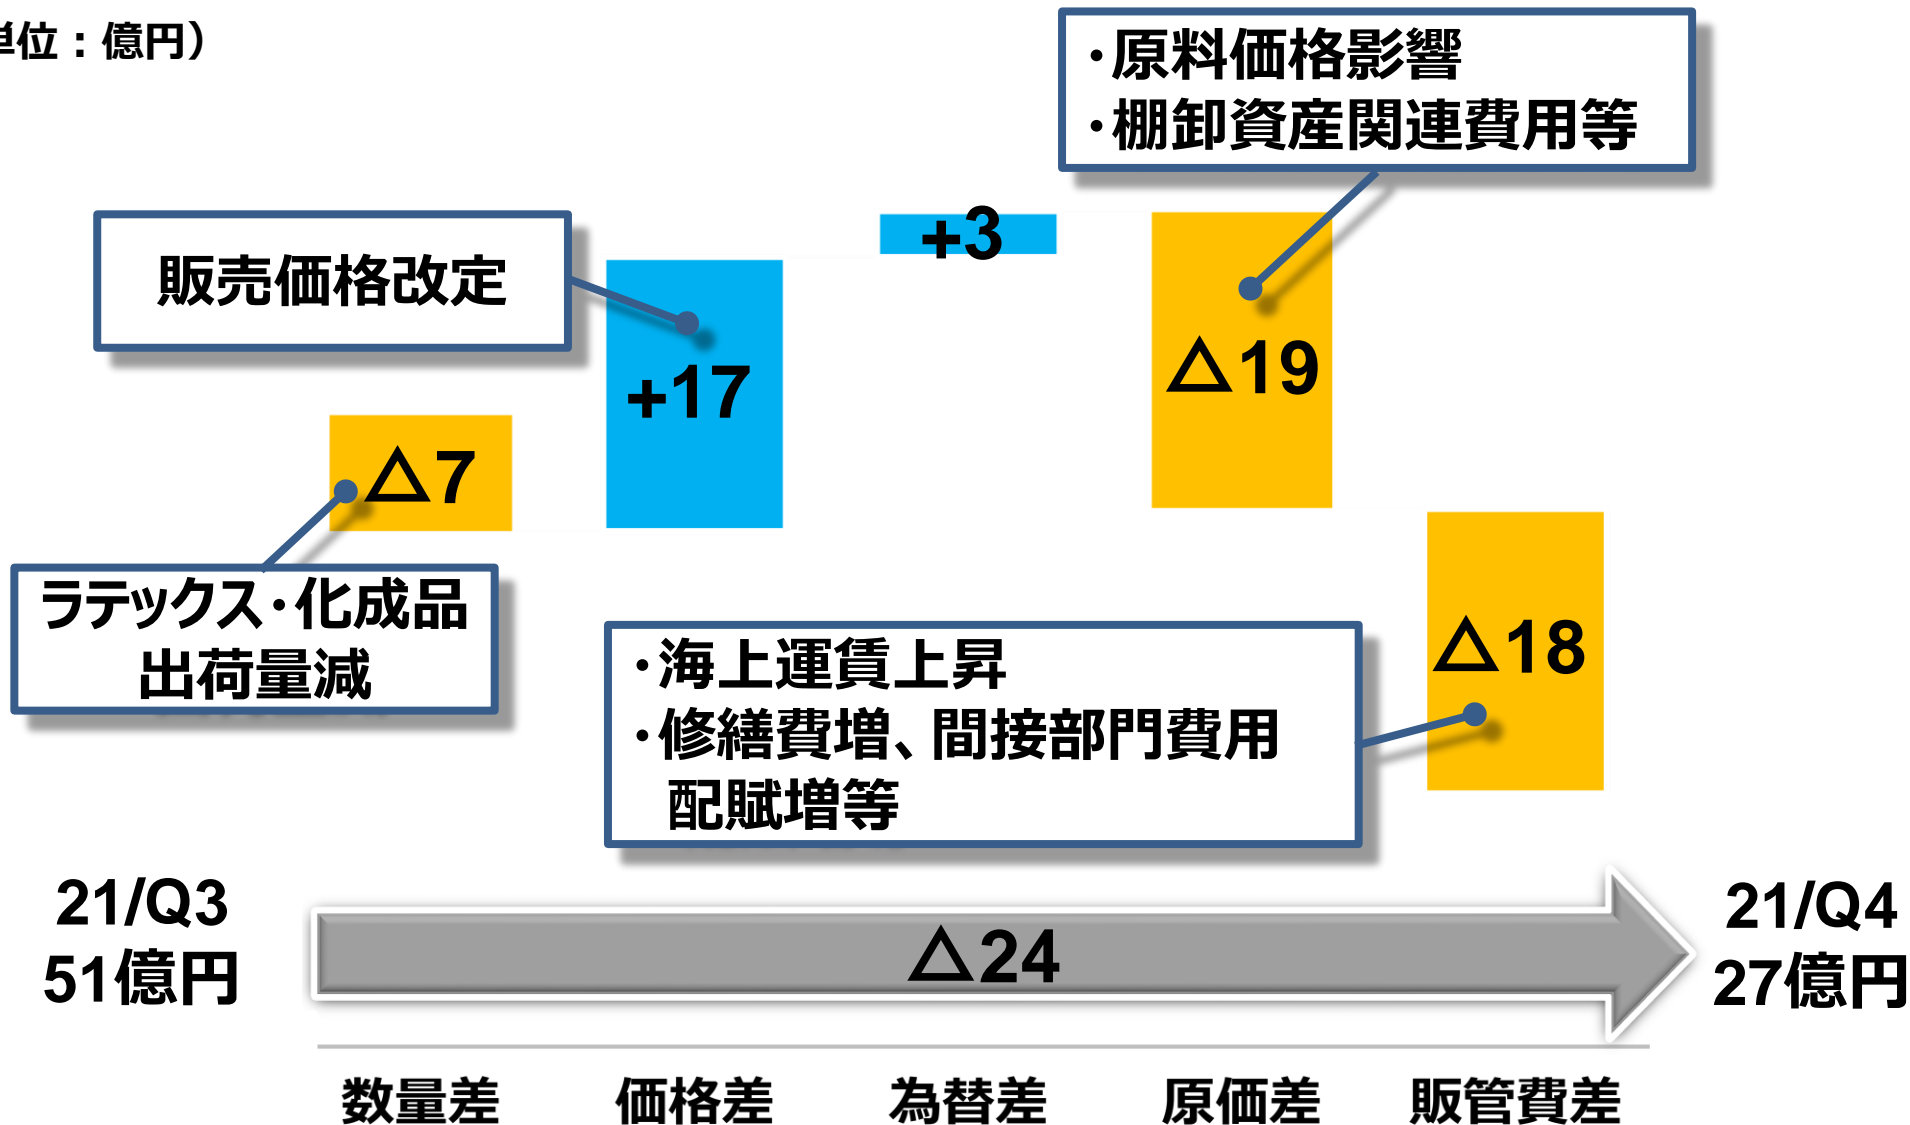 単位：億円）
・原料価格影響
・棚卸資産関連費用等
販売価格改定
+3
+17
△19
△7
ラテックス・化成品
出荷量減
・海上運賃上昇
・修繕費増、間接部門費用
配賦増等
△18
21/Q3
51億円
△24
21/Q4
27億円
数量差
価格差
為替差
原価差
販管費差